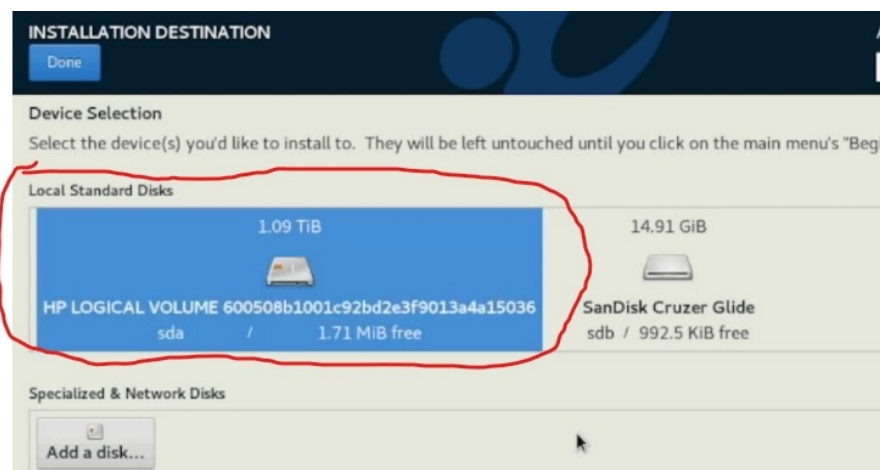 INSTALLATION DESTINATION
Done
Device Selection
Select the device(s) you'd like to install to. They will be left untouched until you click on the main menu's "Begi
Local Standard Disks
1.09 TiB
14.91 GiB
HP LOGICAL VOLUME 600508b1001c92bd2e3f9013a4a15036
SanDisk Cruzer Glide
sda / 1.71 MiB free
sdb / 992.5 KiB free
Specialized & Network Disks
Add a disk...